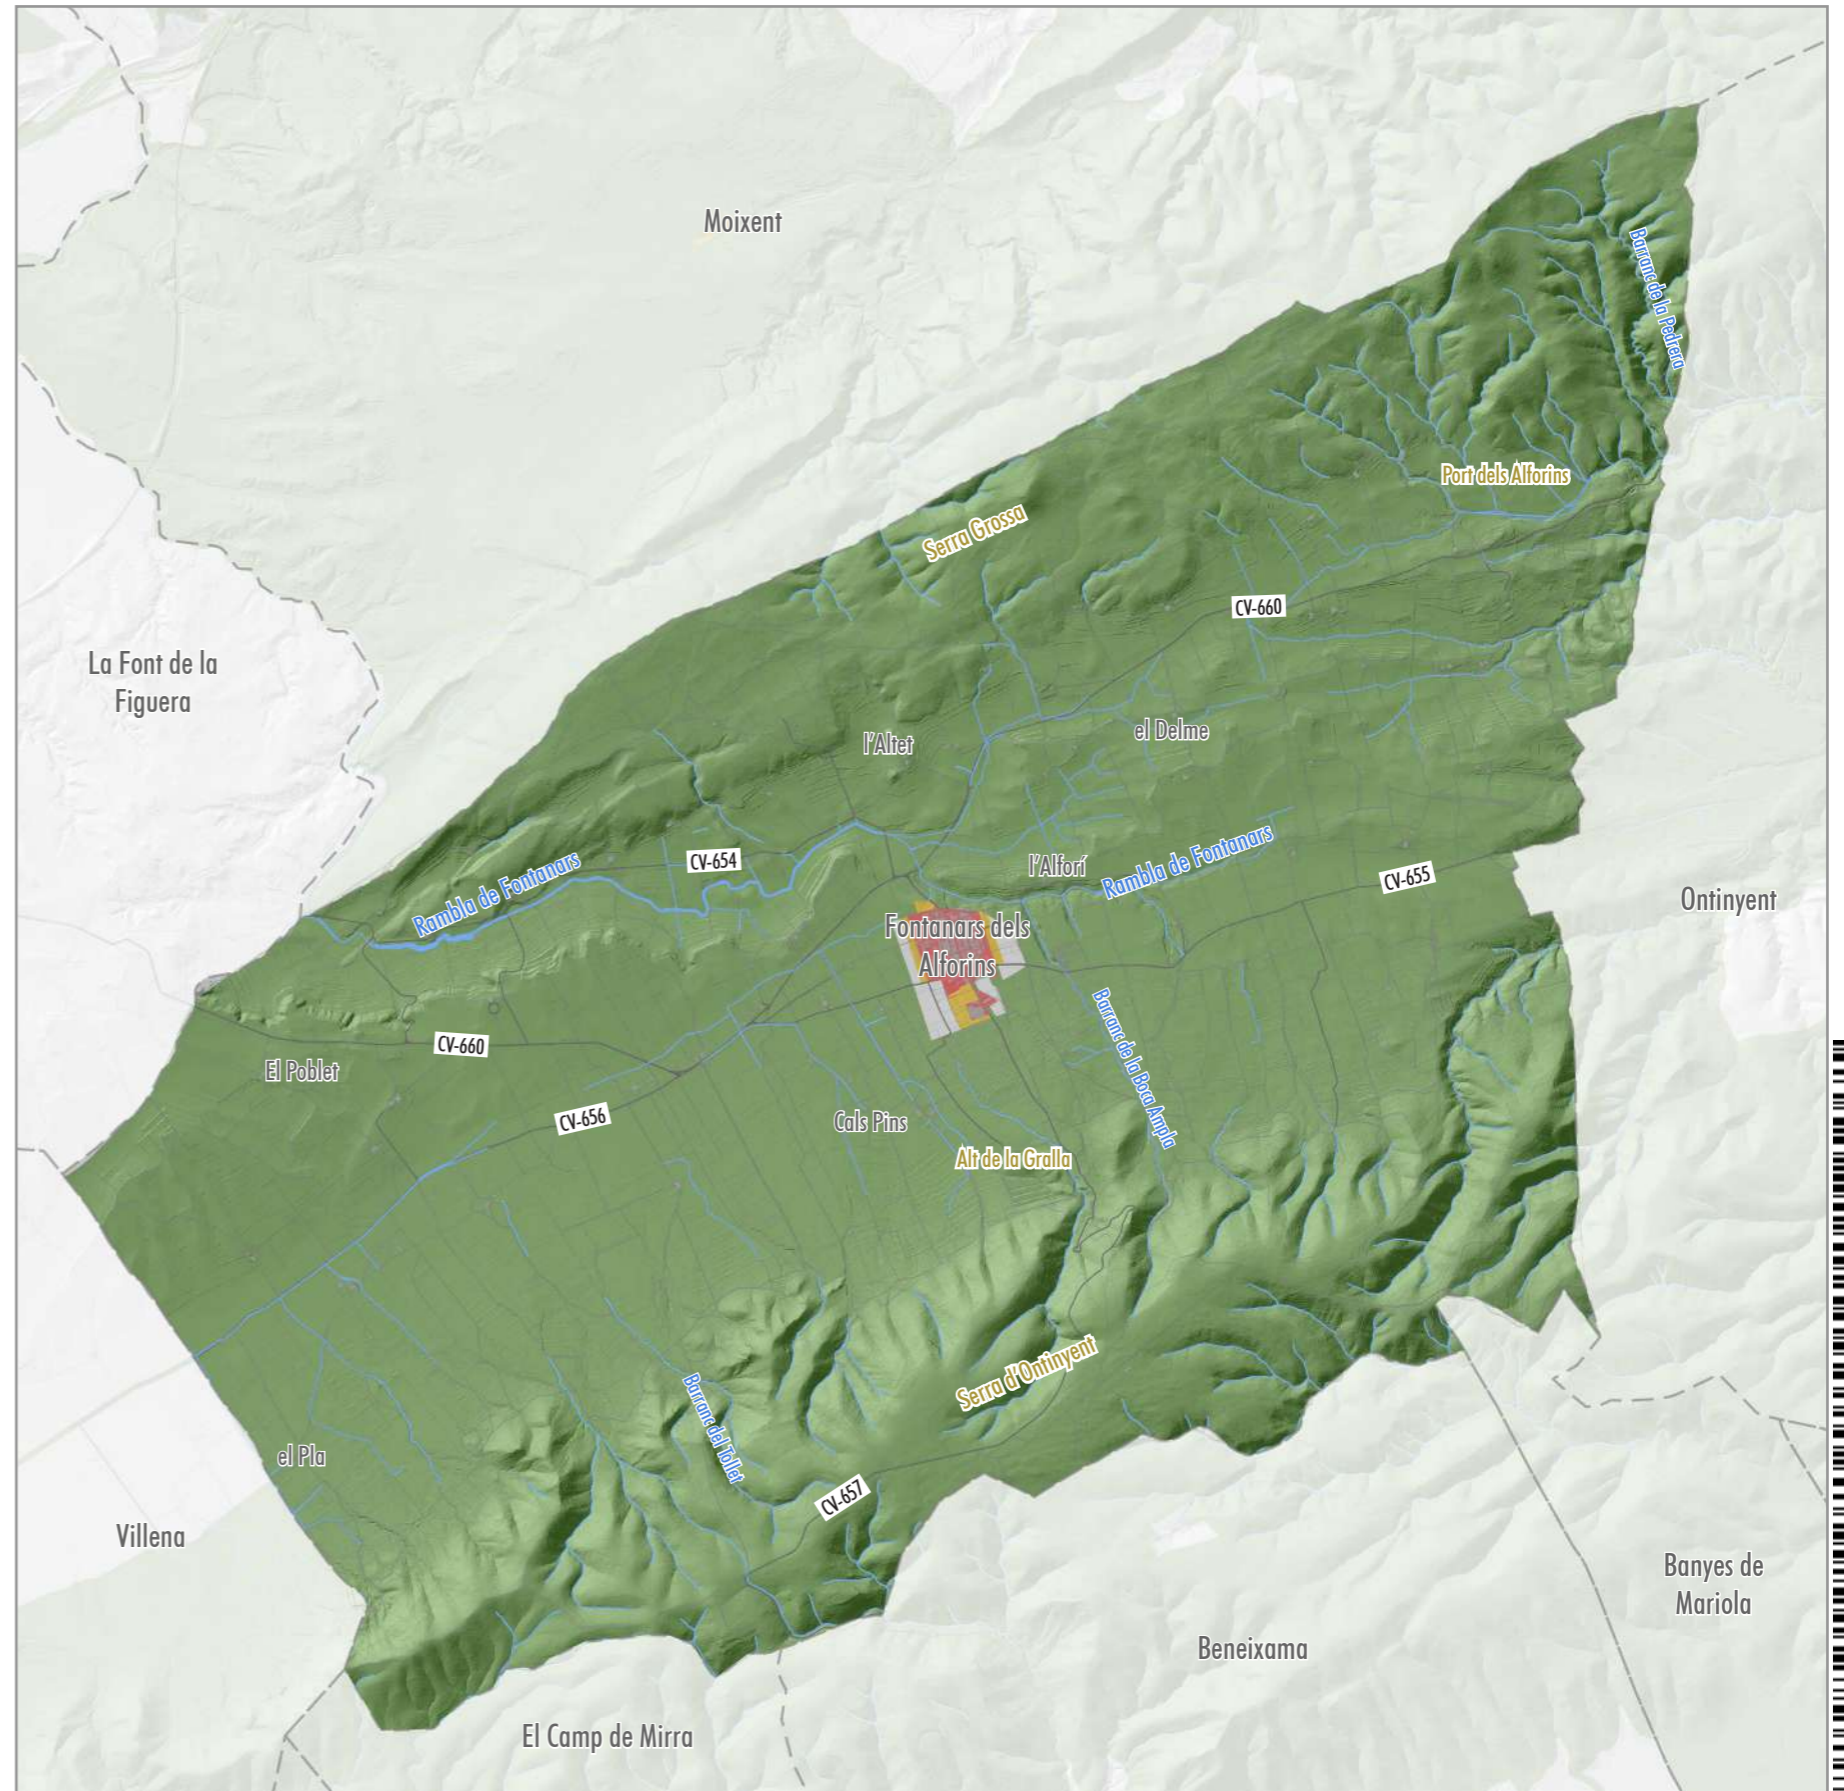 Moixent
Barranc de la Pedrera
Port dels Alforins
Serra Grossa
CV-660
La Font de la
Figuera
l'Altet
el Delme
Rambla de Fontanars
CV-654
l'Alforí
Rambla de Fontanars
CV-655
Ontinyent
Fontanars dels
Alforins
CV-660
El Poblet
Barranc de la Boca Ampla
CV-656
Cals Pins
Alt de la Gralla
Serra d'Ontinyent
Barranc del Tollet
el Pla
CV-657
Villena
Banyes de
Mariola
Beneixama
El Camp de Mirra